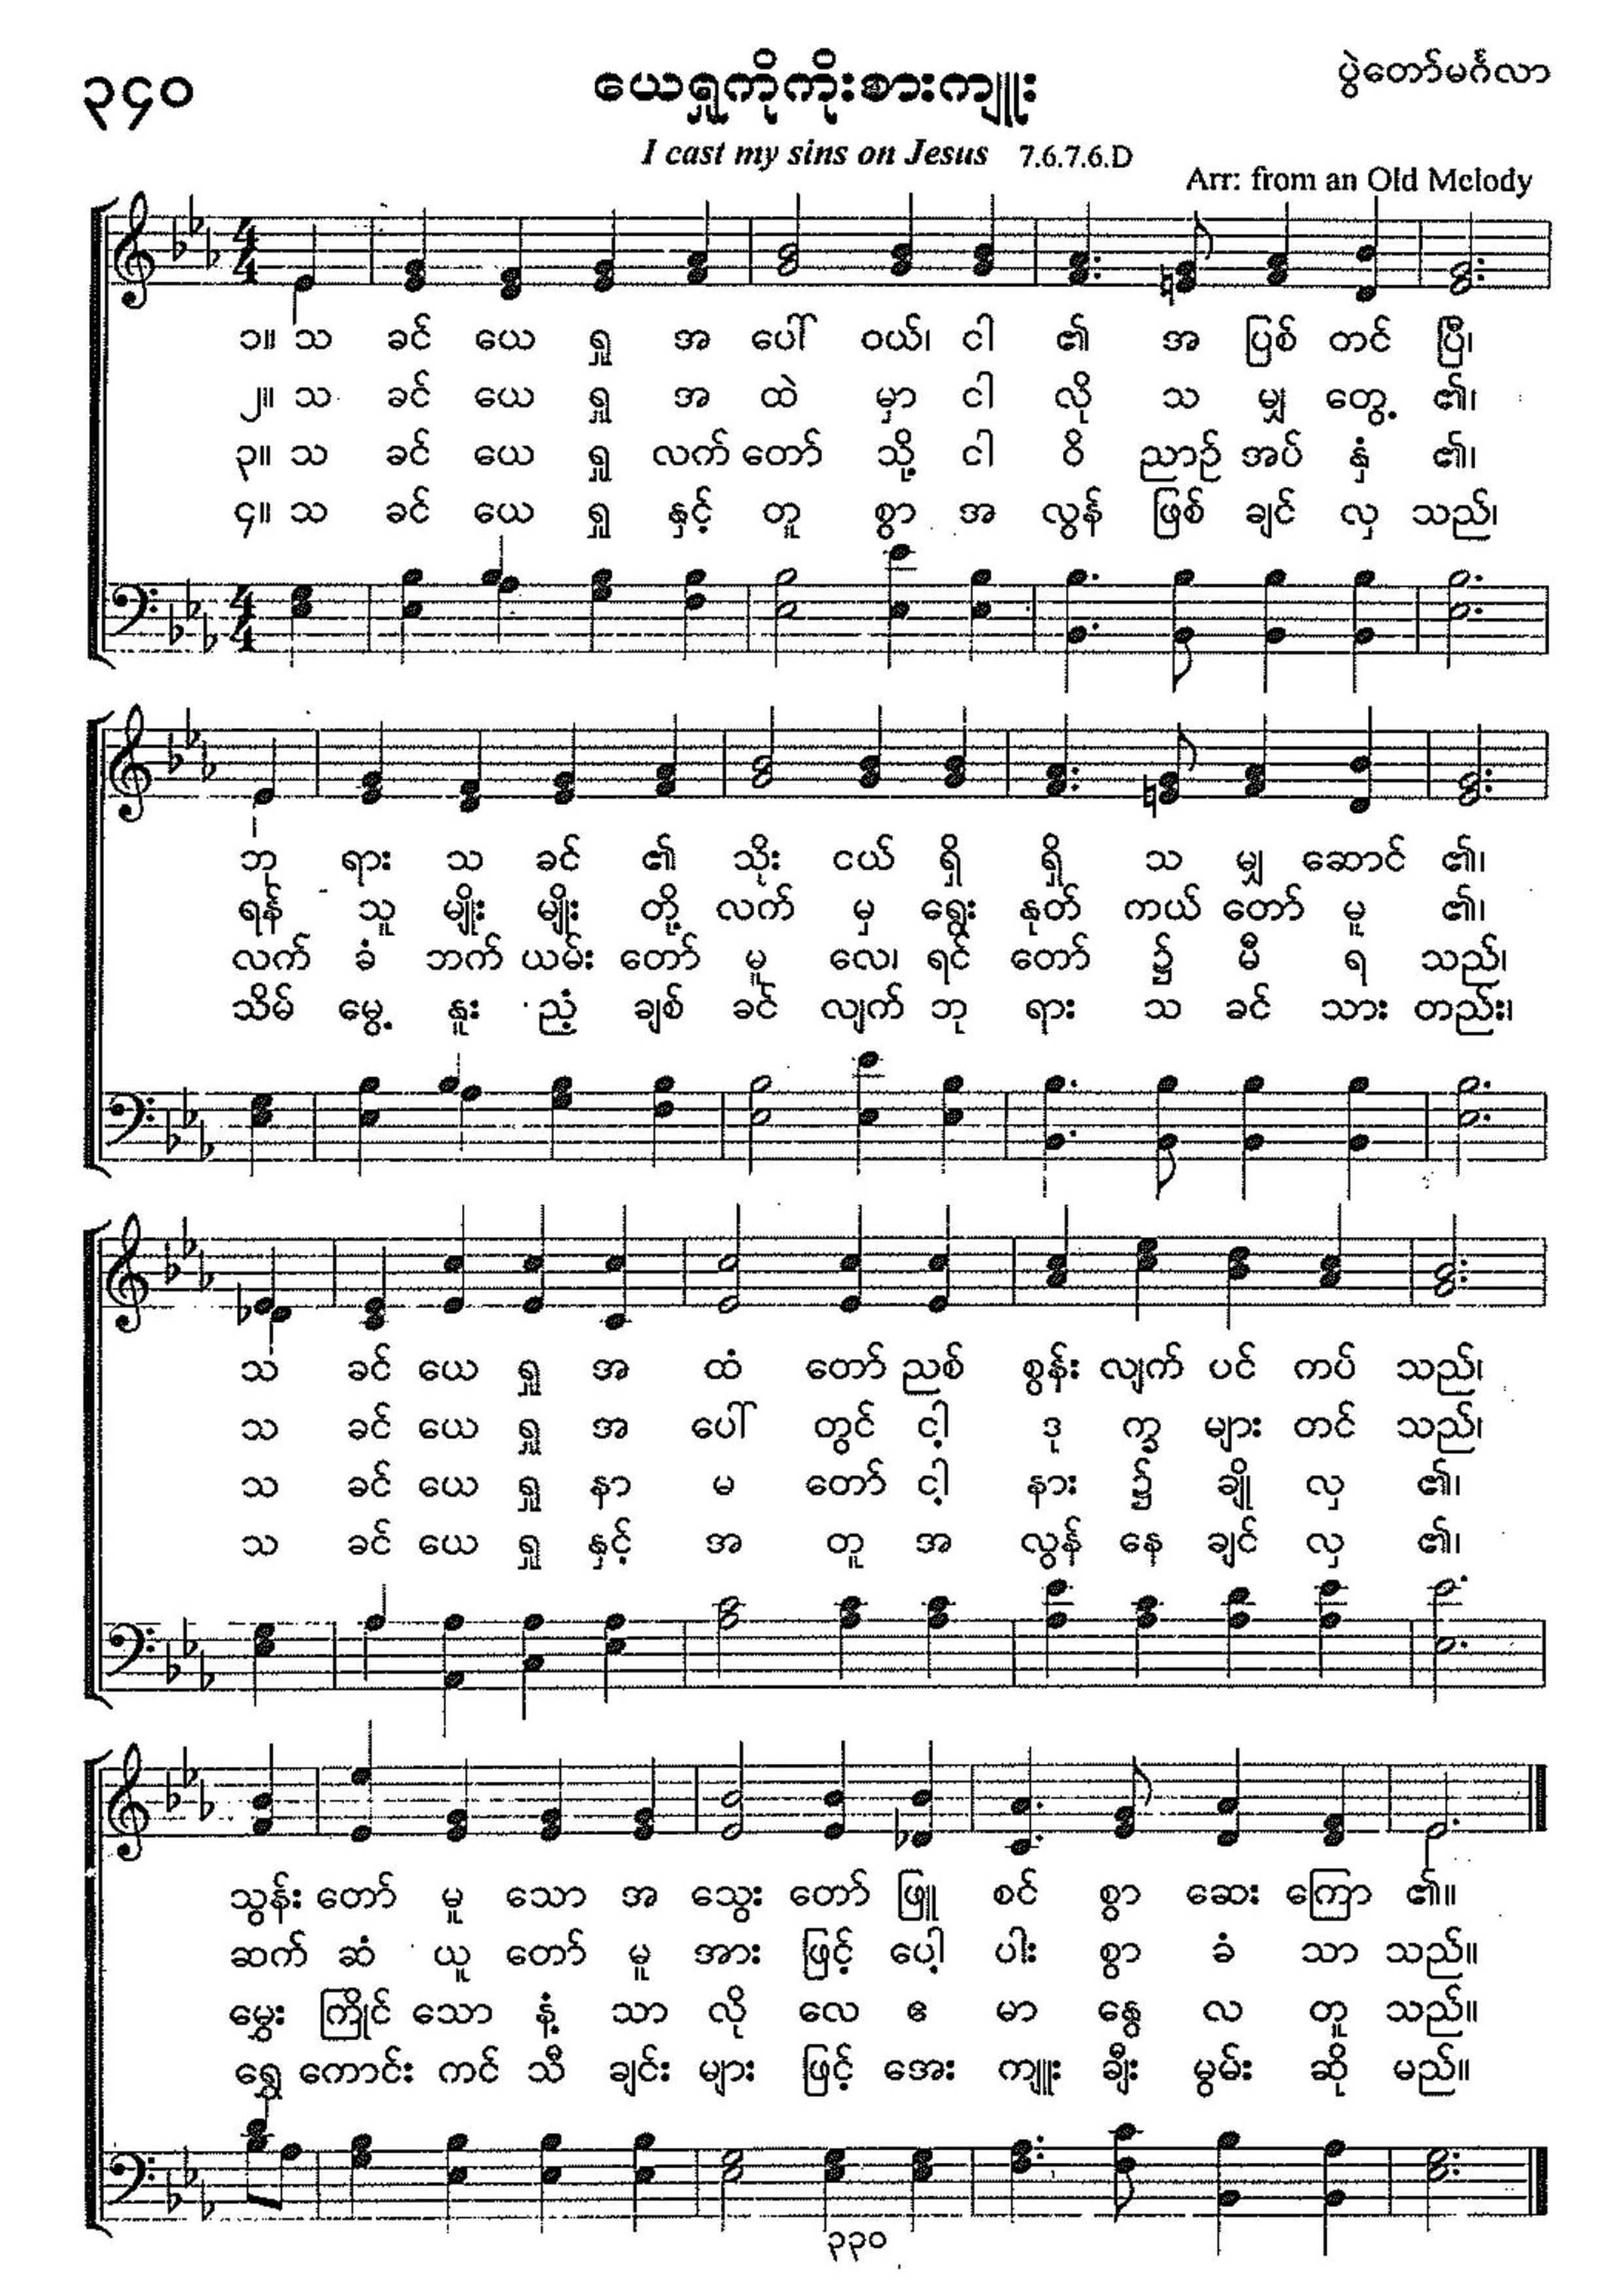 ၃၄၀
ယေရှုကိုကိုးစားကျူး
ပွဲတော်မင်္ဂလာ
I cast my sins on Jesus 7.6.7.6.D
Arr: from an Old Melody
၁။ သ ခင် ယေ ရှု အ ပေါ် ဝယ်၊ ငါ ၏ အ ပြစ် တင် ပြီ၊
၂။ သ ခင် ယေ ရှု အ ထဲ မှာ ငါ လို သ မျှ တွေ့ ၏၊
၃။ သ ခင် ယေ ရှု လက် တော် သို့ ငါ ဝိ ညာဉ် အပ် နှံ ၏၊
၄။ သ ခင် ယေ ရှု နှင့် တူ စွာ အ လွန် ဖြစ် ချင် လှ သည်၊
ဘု ရား သ ခင် ၏ သိုး ငယ် ရှိ ရှိ သ မျှ ဆောင် ၏၊
ရန် သူ မျိုး မျိုး တို့ လက် မှ ရွေး နုတ် ကယ် တော် မူ ၏၊
လက် ခံ ဘက် ယမ်း တော် မူ လေ၊ ရင် တော် ၌ မီ ရ သည်၊
သိမ် မွေ့ နူး ညံ့ ချစ် ခင် လျက် ဘု ရား သ ခင် သား တည်း၊
သ ခင် ယေ ရှု အ ထံ တော် ညစ် စွန်း လျက် ပင် ကပ် သည်၊
သ ခင် ယေ ရှု အ ပေါ် တွင် ငါ့ ဒု က္ခ များ တင် သည်၊
သ ခင် ယေ ရှု နာ မ တော် ငါ့ နား ၌ ချို လှ ၏၊
သ ခင် ယေ ရှု နှင့် အ တူ အ လွန် နေ ချင် လှ ၏၊
သွန်း တော် မူ သော အ သွေး တော် ဖြူ စင် စွာ ဆေး ကြော ၏။
ဆက် ဆံ ယူ တော် မူ အား ဖြင့် ပေါ့ ပါး စွာ ခံ သာ သည်။
မွှေး ကြိုင် သော နံ့ သာ လို လေ ဧ မာ နွေ လ တူ သည်။
ရွှေ ကောင်း ကင် သီ ချင်း များ ဖြင့် အေး ကျူး ချီး မွမ်း ဆို မည်။
၃၃၀